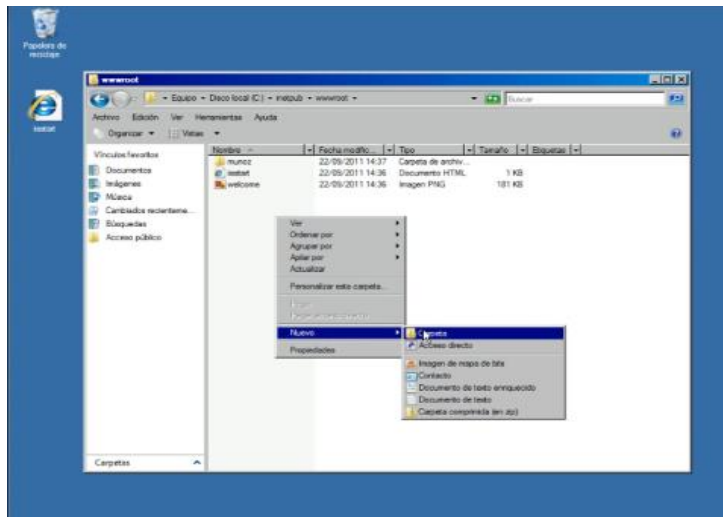 Papelera de
reciclaje
iisstart
wwwroot
Equipo Disco local (C:) inetpub wwwroot
Buscar
Archivo Edición Ver Herramientas Ayuda
Organizar Vistas
Vínculos favoritos
Documentos
Imágenes
Música
Cambiados recienteme...
Búsquedas
Acceso público
Carpetas
Nombre Fecha modific... Tipo Tamaño Etiquetas
munoz 22/09/2011 14:37 Carpeta de archiv...
iisstart 22/09/2011 14:36 Documento HTML 1 KB
welcome 22/09/2011 14:36 Imagen PNG 181 KB
Ver
Ordenar por
Agrupar por
Apilar por
Actualizar
Personalizar esta carpeta...
Pegar
Pegar acceso directo
Nuevo
Propiedades
Carpeta
Acceso directo
Imagen de mapa de bits
Contacto
Documento de texto enriquecido
Documento de texto
Carpeta comprimida (en zip)